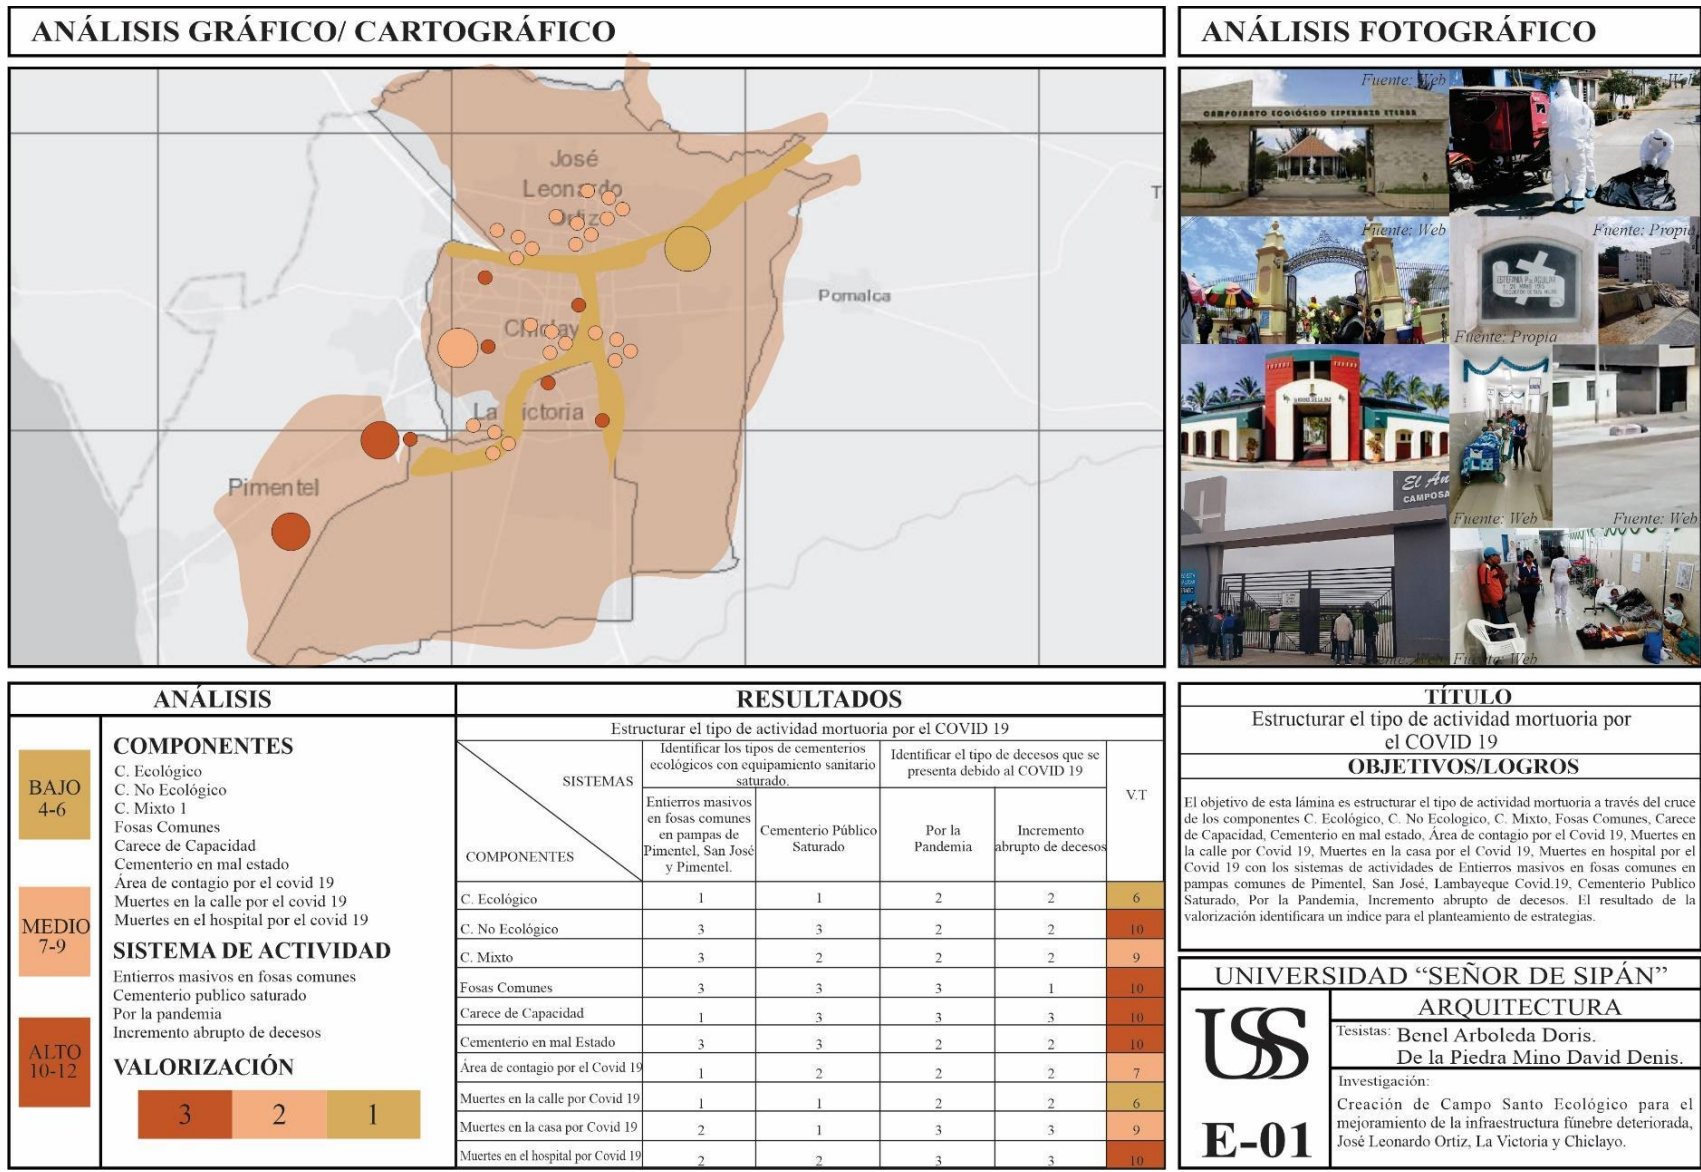 ANÁLISIS GRÁFICO/ CARTOGRÁFICO
José
Leonardo
Ortiz
Chiclay
Pomalca
La ictoria
Pimentel
T
ANÁLISIS FOTOGRÁFICO
Fuente: Web
Web
CAMPOSANTO ECOLÓGICO ESPERANZA ETERNA
Fuente: Web
Fuente: Propia
Fuente: Propia
El An
CAMPOSA
Fuente: Web
Fuente: Web
Web
Fuente: Web
ANÁLISIS
BAJO
4-6
MEDIO
7-9
ALTO
10-12
COMPONENTES
C. Ecológico
C. No Ecológico
C. Mixto 1
Fosas Comunes
Carece de Capacidad
Cementerio en mal estado
Área de contagio por el covid 19
Muertes en la calle por el covid 19
Muertes en el hospital por el covid 19
SISTEMA DE ACTIVIDAD
Entierros masivos en fosas comunes
Cementerio publico saturado
Por la pandemia
Incremento abrupto de decesos
VALORIZACIÓN
3 2 1
RESULTADOS
Estructurar el tipo de actividad mortuoria por el COVID 19
SISTEMAS
COMPONENTES
Identificar los tipos de cementerios
ecológicos con equipamiento sanitario
saturado.
Identificar el tipo de decesos que se
presenta debido al COVID 19
V.T
Entierros masivos
en fosas comunes
en pampas de
Pimentel, San José
y Pimentel.
Cementerio Público
Saturado
Por la
Pandemia
Incremento
abrupto de decesos
C. Ecológico 1 1 2 2 6
C. No Ecológico 3 3 2 2 10
C. Mixto 3 2 2 2 9
Fosas Comunes 3 3 3 1 10
Carece de Capacidad 1 3 3 3 10
Cementerio en mal Estado 3 3 2 2 10
Área de contagio por el Covid 19 1 2 2 2 7
Muertes en la calle por Covid 19 1 1 2 2 6
Muertes en la casa por Covid 19 2 1 3 3 9
Muertes en el hospital por Covid 19 2 2 3 3 10
TÍTULO
Estructurar el tipo de actividad mortuoria por
el COVID 19
OBJETIVOS/LOGROS
El objetivo de esta lámina es estructurar el tipo de actividad mortuoria a través del cruce
de los componentes C. Ecológico, C. No Ecologico, C. Mixto, Fosas Comunes, Carece
de Capacidad, Cementerio en mal estado, Área de contagio por el Covid 19, Muertes en
la calle por Covid 19, Muertes en la casa por el Covid 19, Muertes en hospital por el
Covid 19 con los sistemas de actividades de Entierros masivos en fosas comunes en
pampas comunes de Pimentel, San José, Lambayeque Covid.19, Cementerio Publico
Saturado, Por la Pandemia, Incremento abrupto de decesos. El resultado de la
valorización identificara un indice para el planteamiento de estrategias.
UNIVERSIDAD “SEÑOR DE SIPÁN”
USS
E-01
ARQUITECTURA
Tesistas: Benel Arboleda Doris.
De la Piedra Mino David Denis.
Investigación:
Creación de Campo Santo Ecológico para el
mejoramiento de la infraestructura fúnebre deteriorada,
José Leonardo Ortiz, La Victoria y Chiclayo.